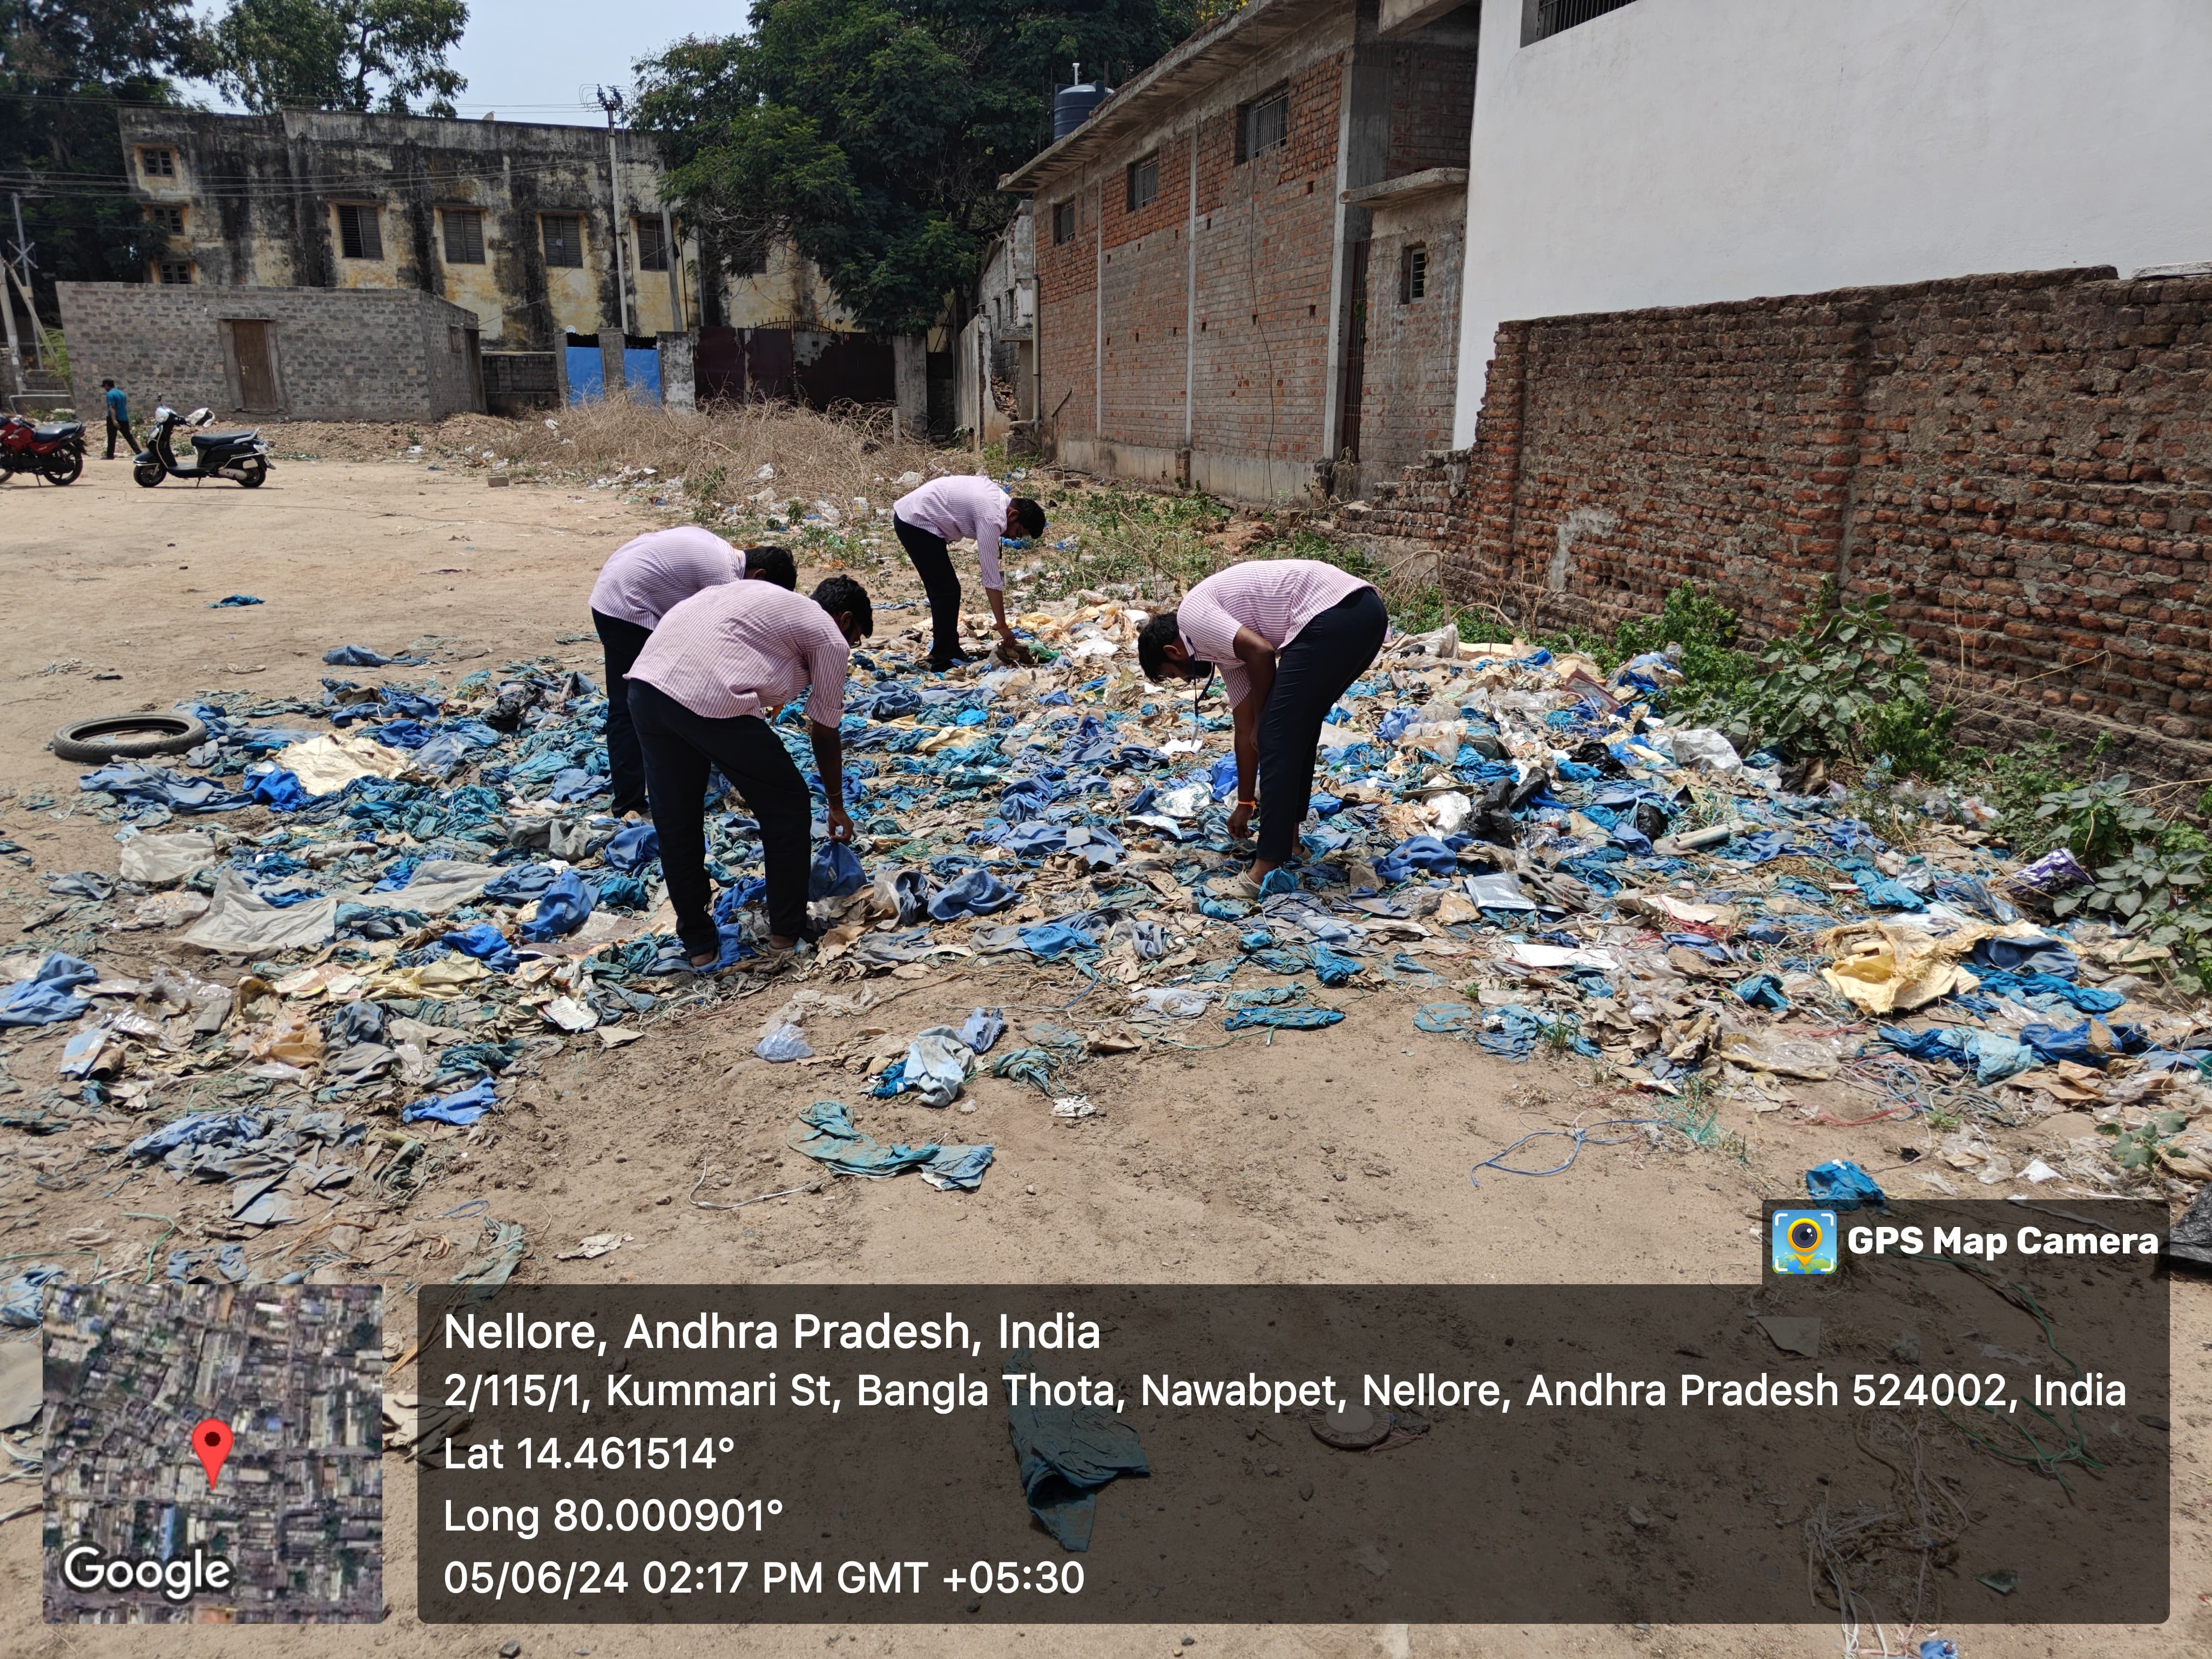 GPS Map Camera
Nellore, Andhra Pradesh, India
2/115/1, Kummari St, Bangla Thota, Nawabpet, Nellore, Andhra Pradesh 524002, India
Lat 14.461514°
Long 80.000901°
05/06/24 02:17 PM GMT +05:30
Google